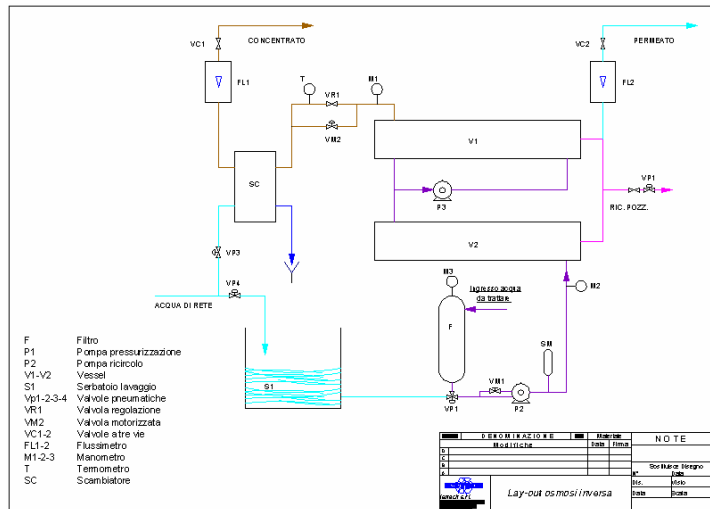 CONCENTRATO
PERMEATO
VC1
VC2
FL1
FL2
T
M1
VR1
VM2
V1
SC
VP1
P3
RIC. POZZ.
V2
VP3
M3
M2
Ingresso acqua
da trattare
VP4
ACQUA DI RETE
F
SM
S1
VM1
VP1
P2
F Filtro
P1 Pompa pressurizzazione
P2 Pompa ricircolo
V1-V2 Vessel
S1 Serbatoio lavaggio
Vp1-2-3-4 Valvole pneumatiche
VR1 Valvola regolazione
VM2 Valvola motorizzata
VC1-2 Valvole a tre vie
FL1-2 Flussimetro
M1-2-3 Manometro
T Termometro
SC Scambiatore
DENOMINAZIONE Materiale
NOTE
Modifiche Data Firma
D
C
B
A
Sostituisce Disegno
N° Data
Dis. Visto
Data Scala
Lay-out osmosi inversa